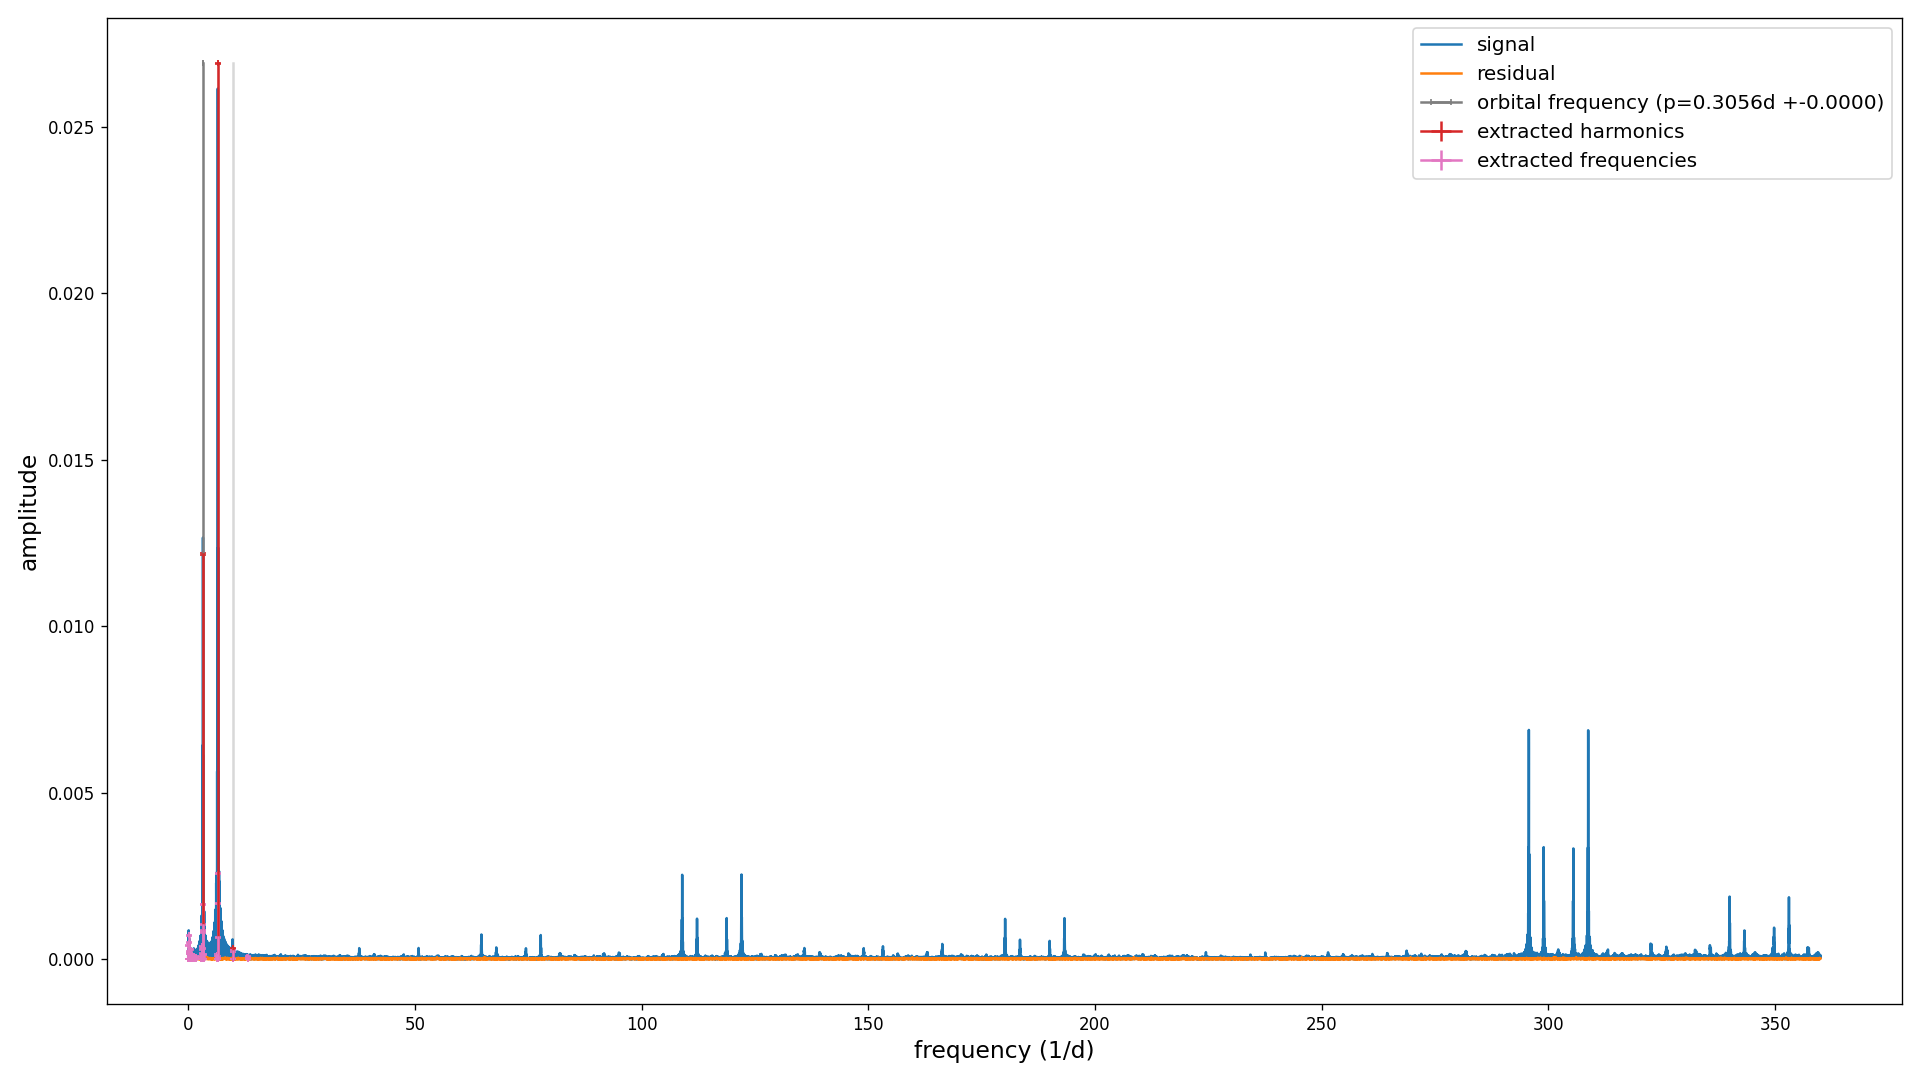 signal
residual
orbital frequency (p=0.3056d +-0.0000)
extracted harmonics
extracted frequencies
amplitude
0.025
0.020
0.015
0.010
0.005
0.000
0 50 100 150 200 250 300 350
frequency (1/d)